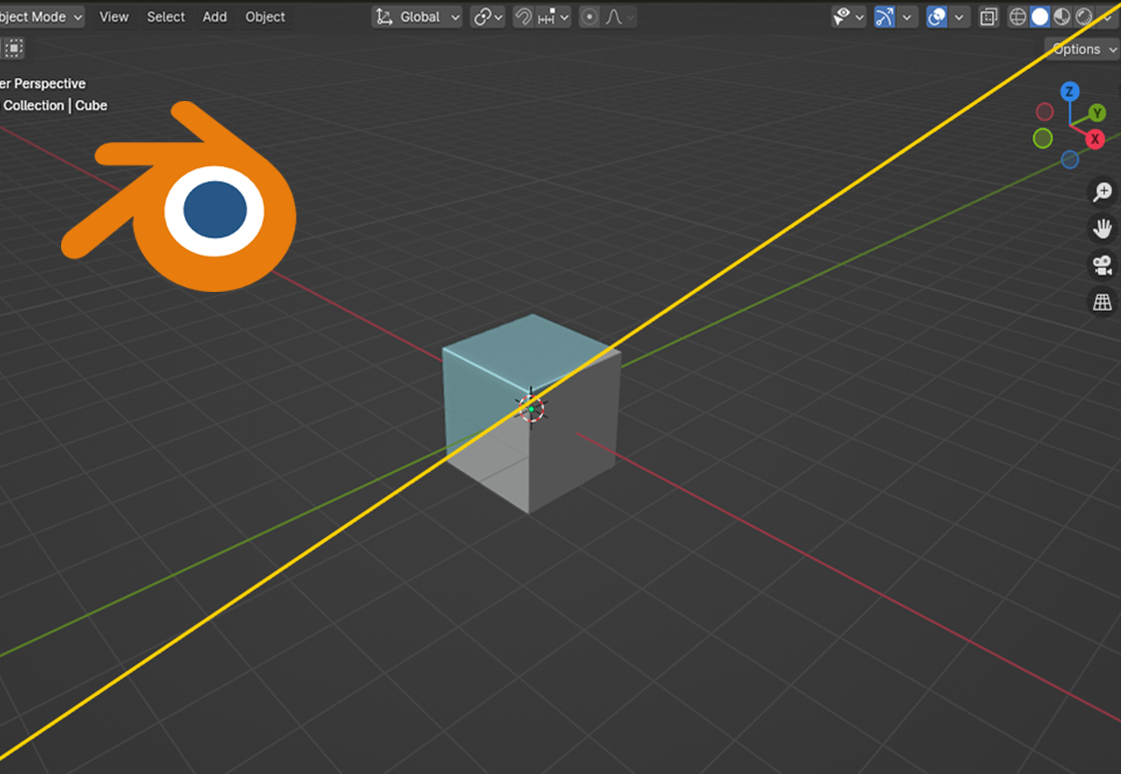 bject Mode View Select Add Object Global
Options
er Perspective
Collection | Cube
Z
Y
X